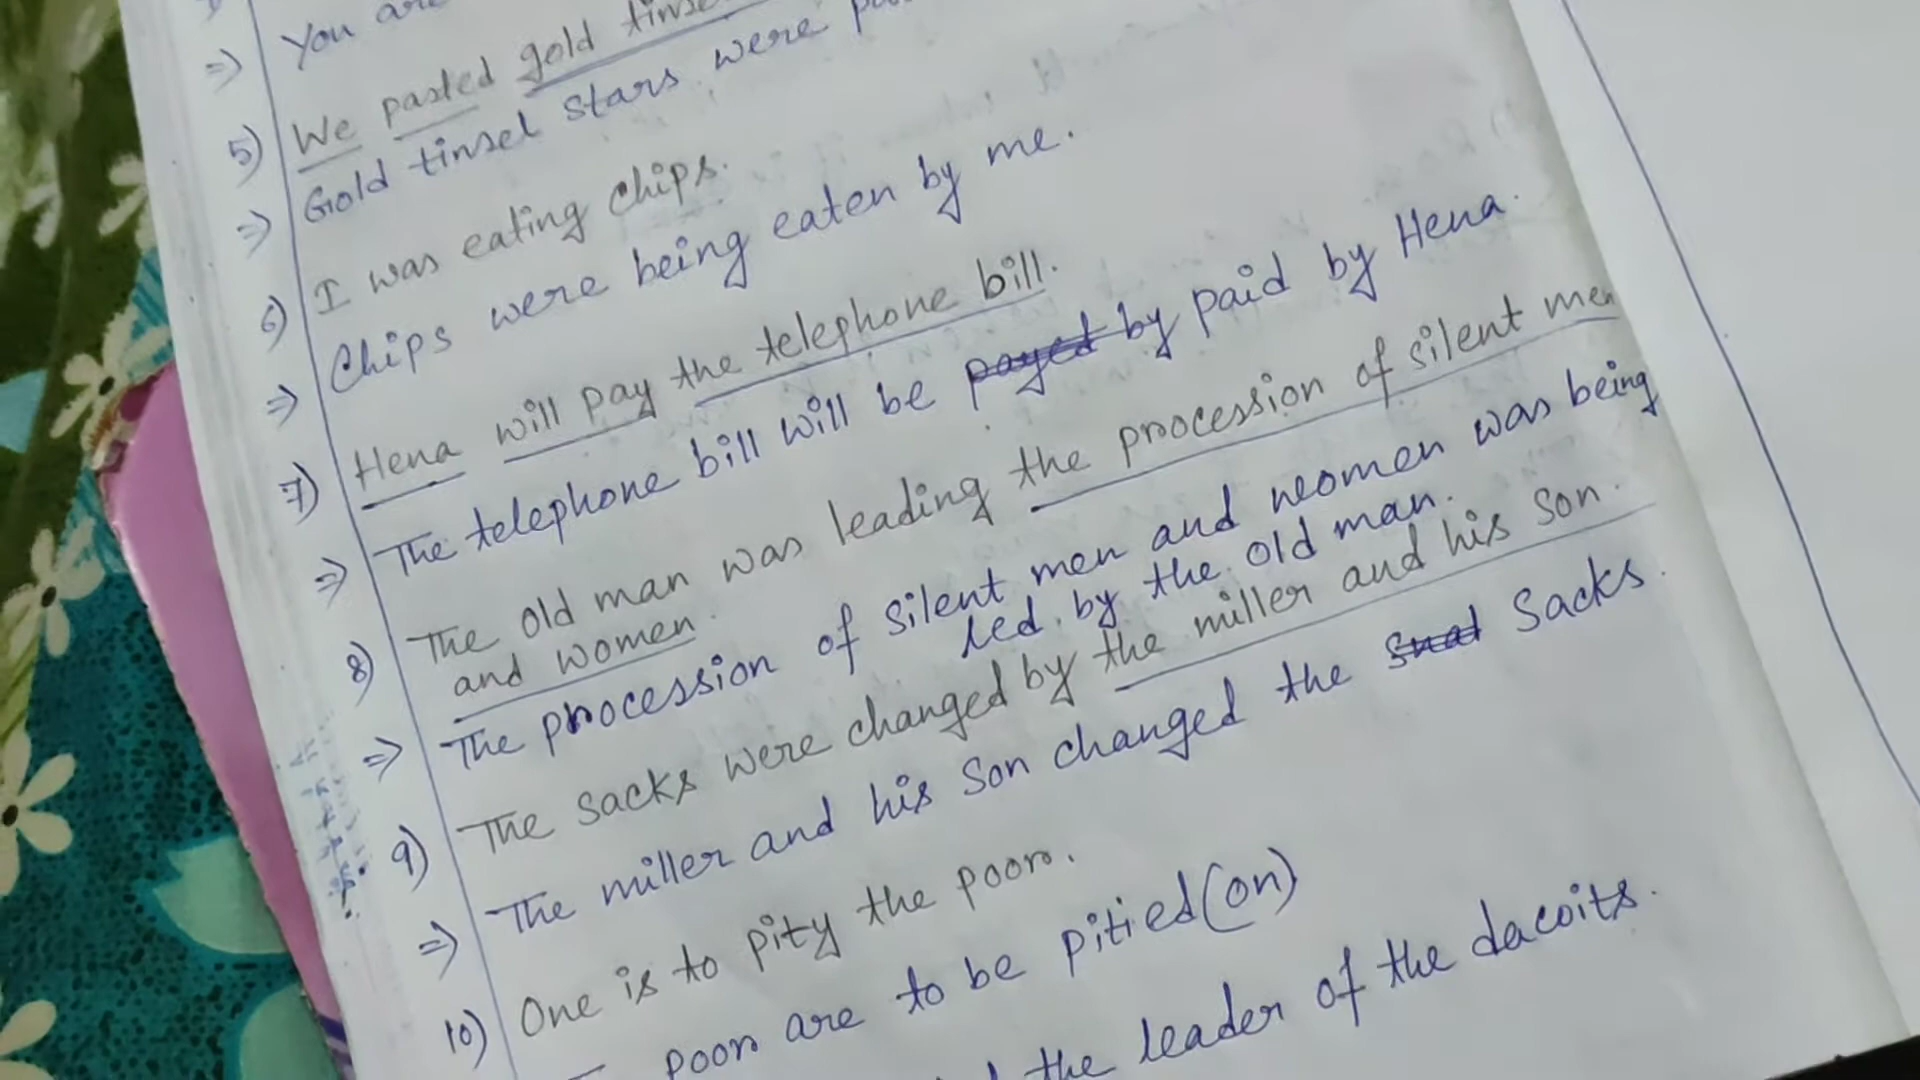 => You are
5) We pasted gold
=> Gold tinsel stars were
6) I was eating chips.
=> Chips were being eaten by me.
7) Hena will pay the telephone bill.
=> The telephone bill will be payed by paid by Hena.
8) The old man was leading the procession of silent men
and women.
=> The procession of silent men and women was being
led by the old man.
9) The sacks were changed by the miller and his son.
=> The miller and his son changed the Sacks.
10) One is to pity the poor.
poor are to be pitied (on)
the leader of the dacoits.